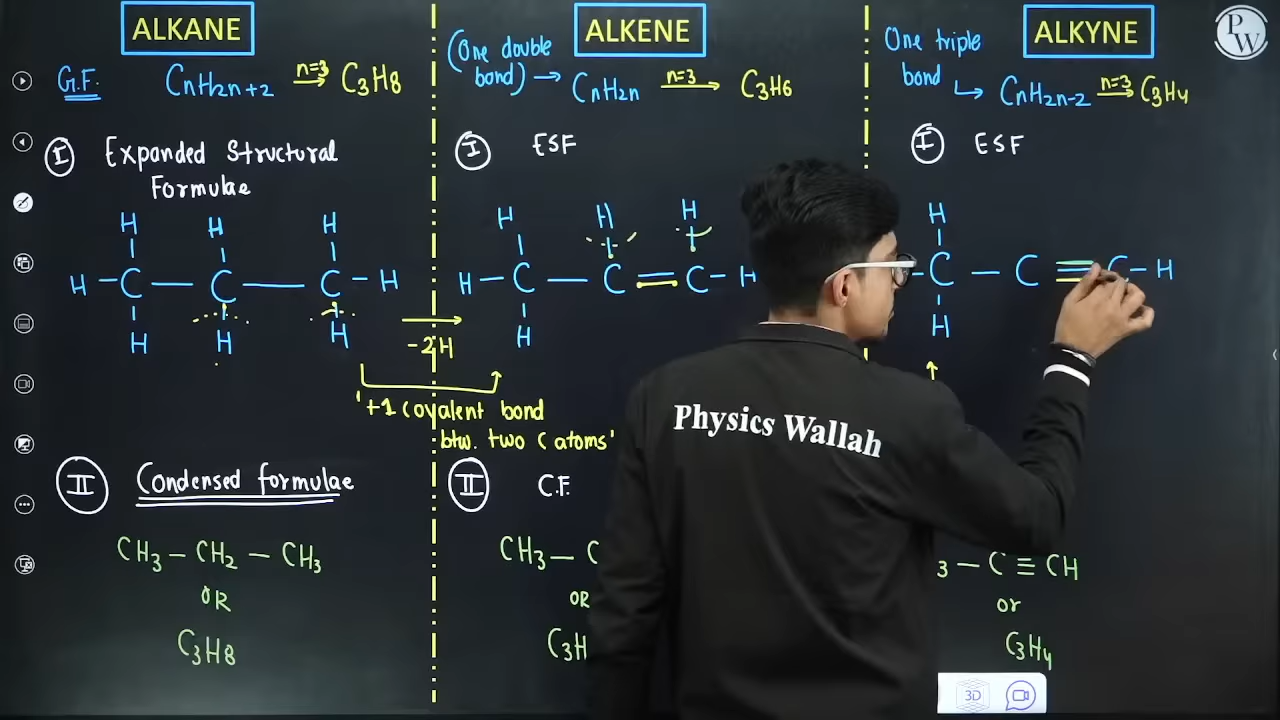 ALKANE
G.F. CnH2n+2 n=3 C3H8
I Expanded Structural
Formulae
H H H
H-C-C-C-H
H H H
-2H
'+1 Covalent bond
btw. two C atoms'
II Condensed formulae
CH3-CH2-CH3
OR
C3H8
ALKENE
(One double
bond) → CnH2n n=3 C3H6
I ESF
H H H
H-C-C=C-H
H
II C.F.
CH3-C
OR
C3H
ALKYNE
One triple
bond
CnH2n-2 n=3 C3H4
I ESF
H
-C-C≡C-H
H
3-C≡CH
or
C3H4
PW
Physics Wallah
3D